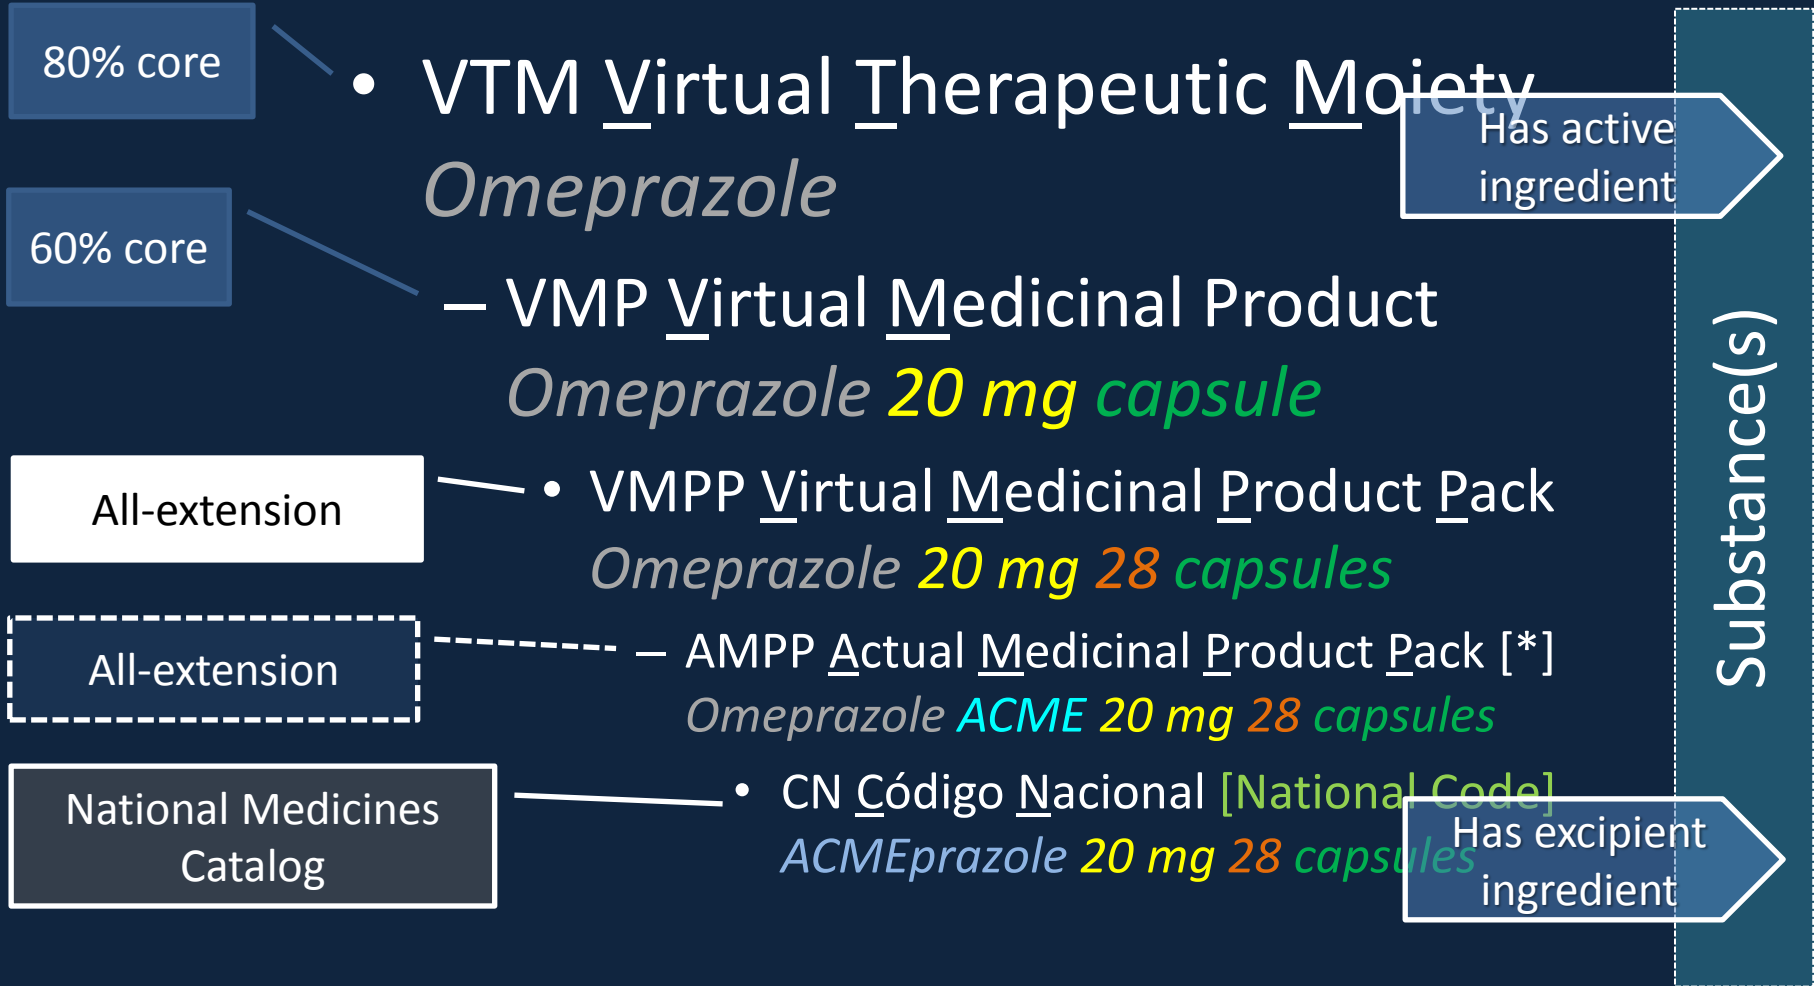 80% core
• VTM Virtual Therapeutic Moiety
Omeprazole
Has active
ingredient
60% core
– VMP Virtual Medicinal Product
Omeprazole 20 mg capsule
All-extension
• VMPP Virtual Medicinal Product Pack
Omeprazole 20 mg 28 capsules
All-extension
– AMPP Actual Medicinal Product Pack [*]
Omeprazole ACME 20 mg 28 capsules
National Medicines
Catalog
• CN Código Nacional [National Code]
ACMEprazole 20 mg 28 capsules
Has excipient
ingredient
Substance(s)